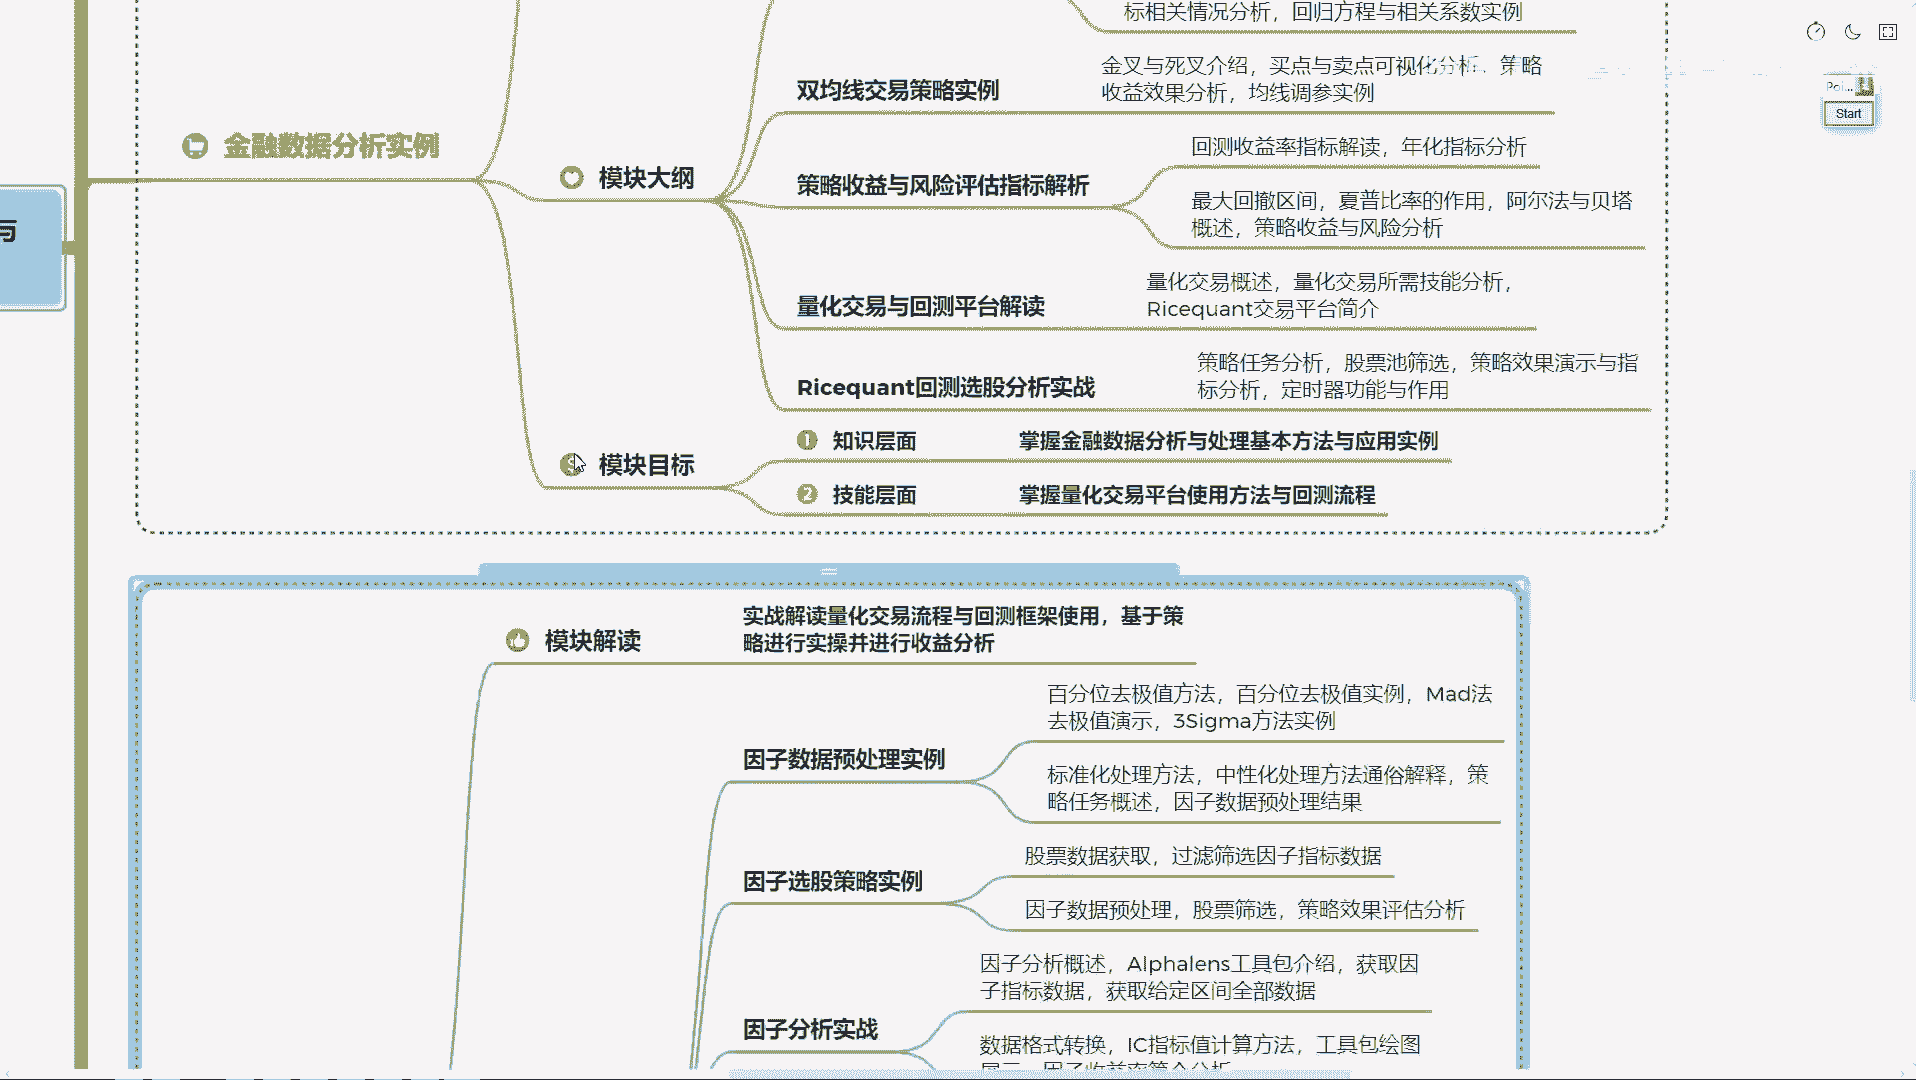 标相关情况分析，回归方程与相关系数实例
金叉与死叉介绍，买点与卖点可视化分析、策略
收益效果分析，均线调参实例
双均线交易策略实例
金融数据分析实例
模块大纲
回测收益率指标解读，年化指标分析
策略收益与风险评估指标解析
最大回撤区间，夏普比率的作用，阿尔法与贝塔
概述，策略收益与风险分析
与
量化交易概述，量化交易所需技能分析，
Ricequant交易平台简介
量化交易与回测平台解读
策略任务分析，股票池筛选，策略效果演示与指
标分析，定时器功能与作用
Ricequant回测选股分析实战
1 知识层面 掌握金融数据分析与处理基本方法与应用实例
模块目标
2 技能层面 掌握量化交易平台使用方法与回测流程
实战解读量化交易流程与回测框架使用，基于策
略进行实操并进行收益分析
模块解读
百分位去极值方法，百分位去极值实例，Mad法
去极值演示，3Sigma方法实例
因子数据预处理实例
标准化处理方法，中性化处理方法通俗解释，策
略任务概述，因子数据预处理结果
股票数据获取，过滤筛选因子指标数据
因子选股策略实例
因子数据预处理，股票筛选，策略效果评估分析
因子分析概述，Alphalens工具包介绍，获取因
子指标数据，获取给定区间全部数据
因子分析实战
数据格式转换，IC指标值计算方法，工具包绘图
Poi...
Start